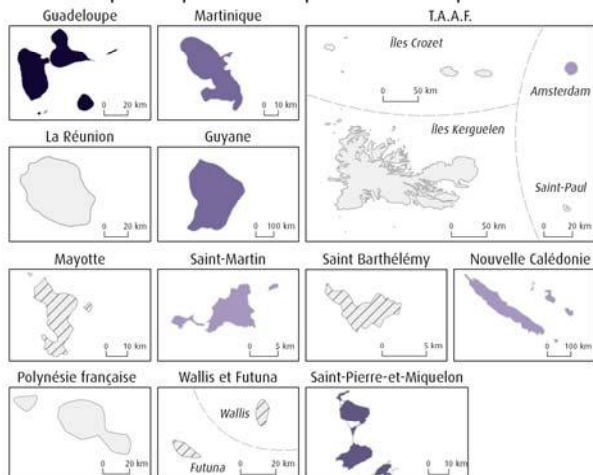 Guadeloupe
20 km
Martinique
10 km
T.A.A.F.
Îles Crozet
50 km
Amsterdam
Îles Kerguelen
50 km
Saint-Paul
20 km
La Réunion
20 km
Guyane
100 km
Mayotte
10 km
Saint-Martin
5 km
Saint Barthélémy
5 km
Nouvelle Calédonie
100 km
Polynésie française
20 km
Wallis et Futuna
Wallis
Futuna
20 km
Saint-Pierre-et-Miquelon
10 km